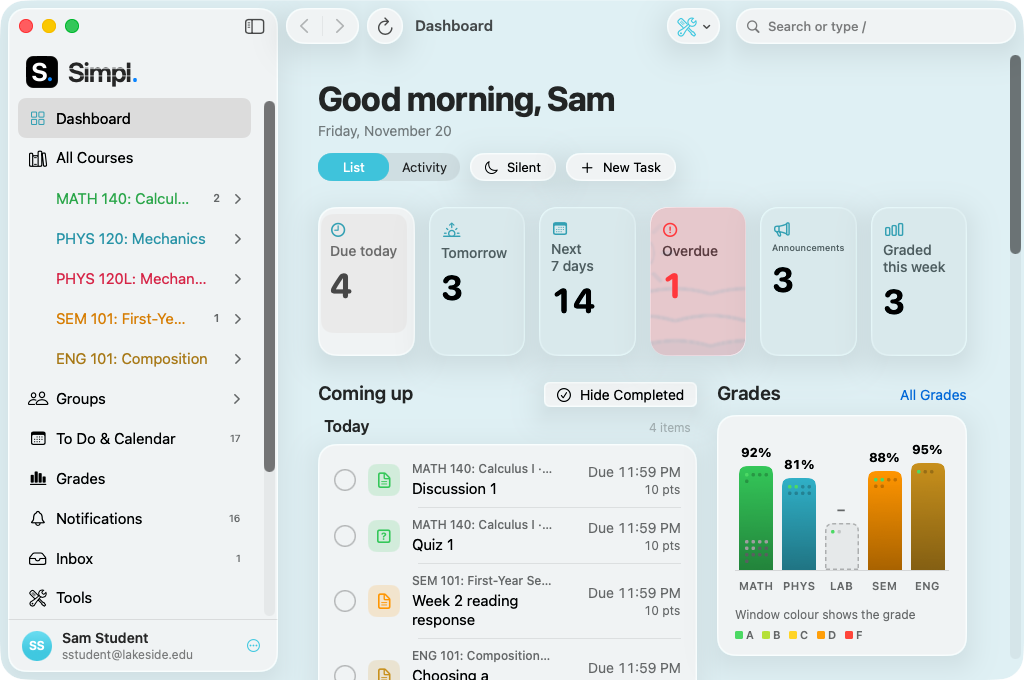 Dashboard
Search or type /
S.
Simpl.
Dashboard
All Courses
MATH 140: Calcul... 2
PHYS 120: Mechanics
PHYS 120L: Mechan...
SEM 101: First-Ye... 1
ENG 101: Composition
Groups
To Do & Calendar 17
Grades
Notifications 16
Inbox 1
Tools
SS
Sam Student
sstudent@lakeside.edu
Good morning, Sam
Friday, November 20
List Activity Silent New Task
Due today
4
Tomorrow
3
Next
7 days
14
Overdue
1
Announcements
3
Graded
this week
3
Coming up
Hide Completed
Today
4 items
MATH 140: Calculus I ·...
Discussion 1
Due 11:59 PM
10 pts
MATH 140: Calculus I ·...
Quiz 1
Due 11:59 PM
10 pts
SEM 101: First-Year Se...
Week 2 reading
response
Due 11:59 PM
10 pts
ENG 101: Composition...
Choosing a
Due 11:59 PM
Grades
All Grades
92% 81% – 88% 95%
MATH PHYS LAB SEM ENG
Window colour shows the grade
A B C D F